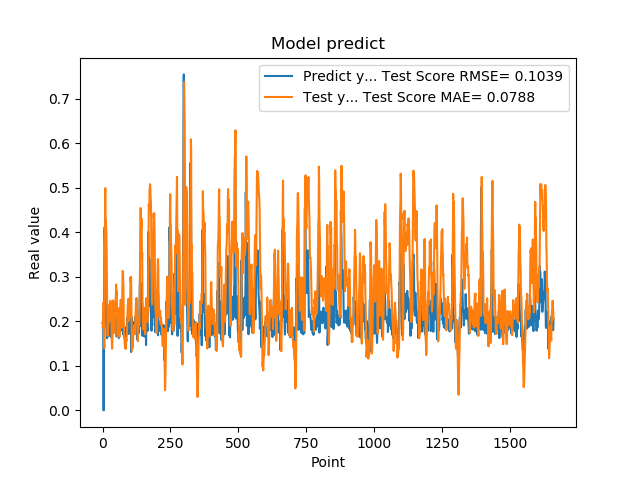 Model predict
Predict y... Test Score RMSE= 0.1039
Test y... Test Score MAE= 0.0788
Real value
0.7
0.6
0.5
0.4
0.3
0.2
0.1
0.0
0 250 500 750 1000 1250 1500
Point